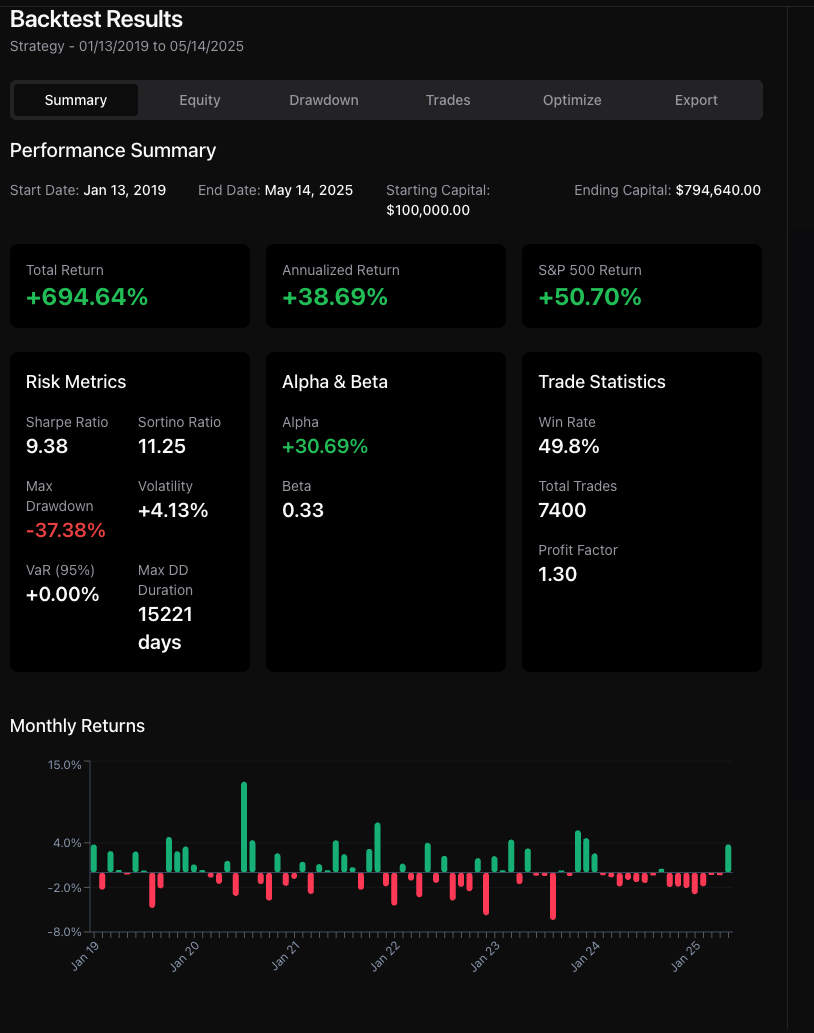 Backtest Results
Strategy - 01/13/2019 to 05/14/2025
Summary
Equity
Drawdown
Trades
Optimize
Export
Performance Summary
Start Date: Jan 13, 2019
End Date: May 14, 2025
Starting Capital:
$100,000.00
Ending Capital: $794,640.00
Total Return
+694.64%
Annualized Return
+38.69%
S&P 500 Return
+50.70%
Risk Metrics
Sharpe Ratio
9.38
Sortino Ratio
11.25
Max
Drawdown
-37.38%
Volatility
+4.13%
VaR (95%)
+0.00%
Max DD
Duration
15221
days
Alpha & Beta
Alpha
+30.69%
Beta
0.33
Trade Statistics
Win Rate
49.8%
Total Trades
7400
Profit Factor
1.30
Monthly Returns
15.0%
4.0%
-2.0%
-8.0%
Jan 19
Jan 20
Jan 21
Jan 22
Jan 23
Jan 24
Jan 25